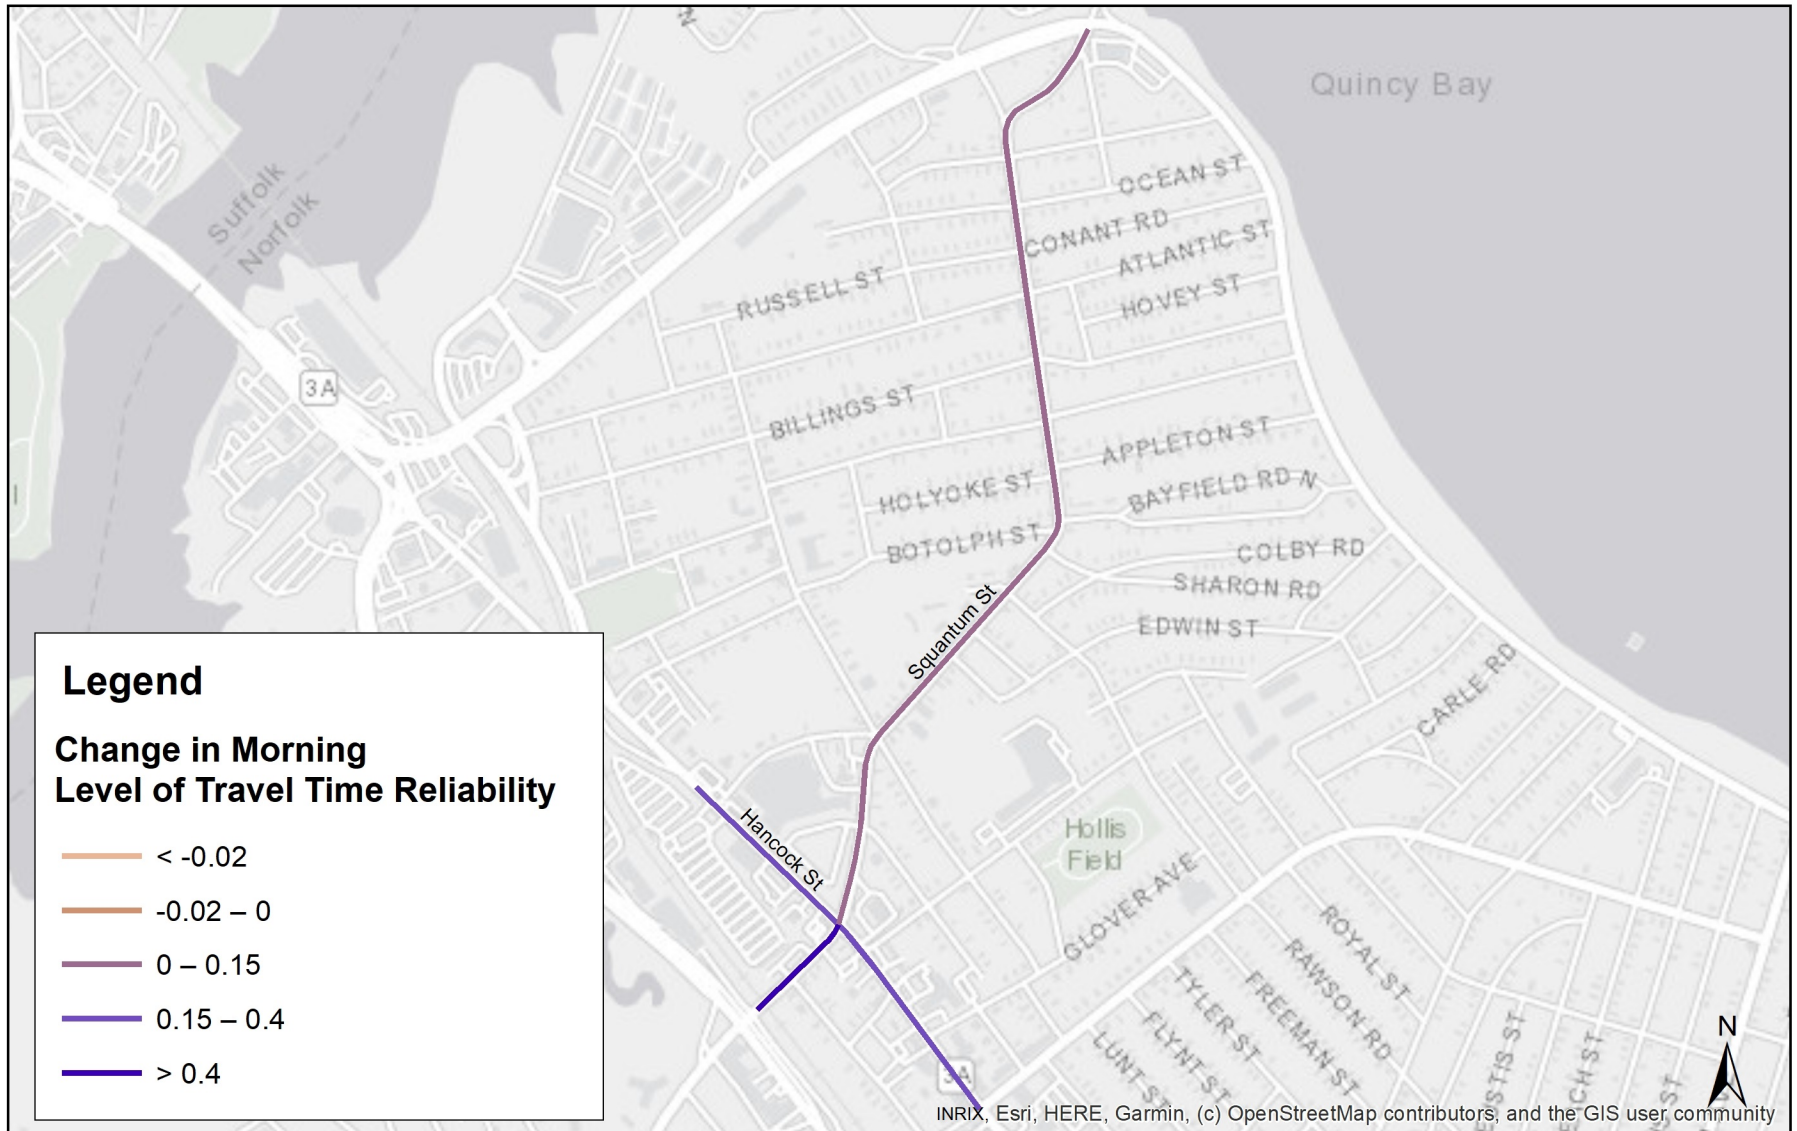 N
Quincy Bay
Suffolk
Norfolk
OCEAN ST
CONANT RD
ATLANTIC ST
HOVEY ST
RUSSELL ST
3A
BILLINGS ST
APPLETON ST
BAYFIELD RD N
HOLYOKE ST
BOTOLPH ST
COLBY RD
SHARON RD
EDWIN ST
Squantum St
CARLE RD
Legend
Change in Morning
Level of Travel Time Reliability
< -0.02
-0.02 – 0
0 – 0.15
0.15 – 0.4
> 0.4
Hancock St
Hollis
Field
GLOVER AVE
ROYAL ST
RAWSON RD
FREEMAN ST
TYLER ST
FLYNT ST
LUNT ST
3A
N
INRIX, Esri, HERE, Garmin, (c) OpenStreetMap contributors, and the GIS user community